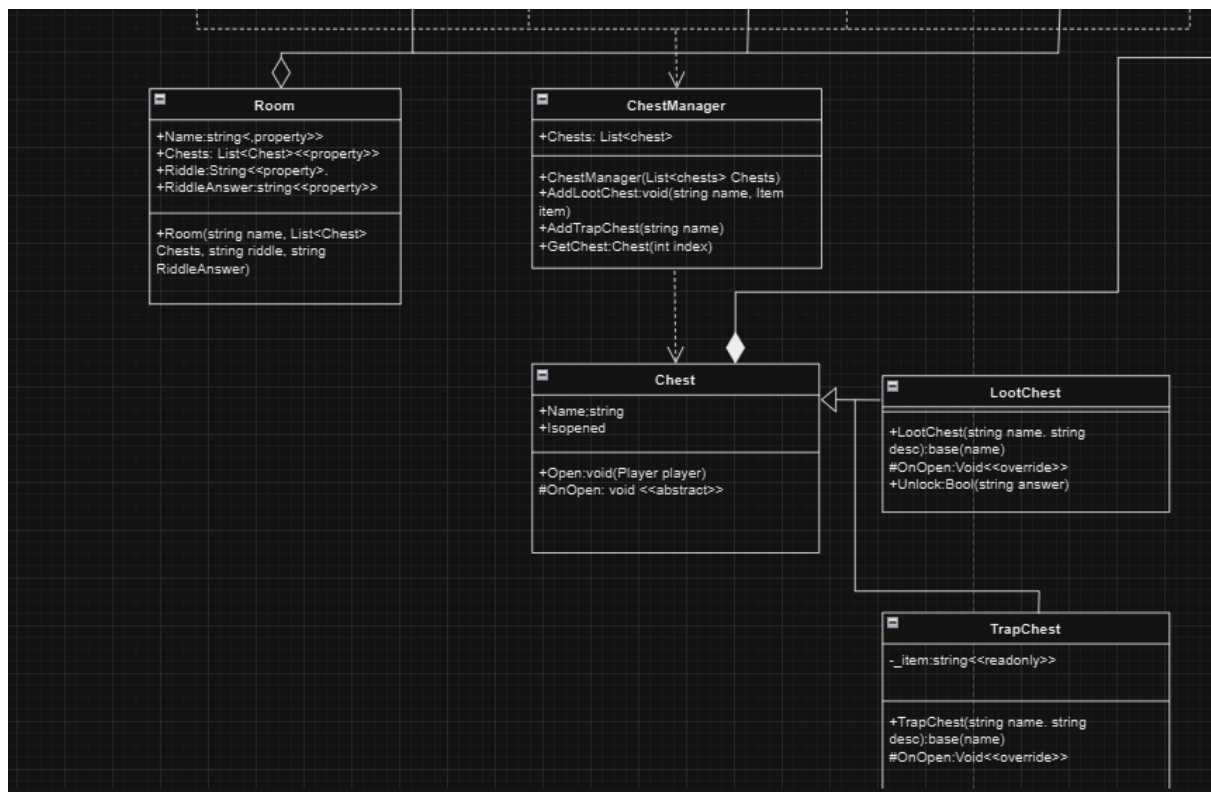 Room
+Name:string<,property>>
+Chests: List<Chest><<property>>
+Riddle:String<<property>.
+RiddleAnswer:string<<property>>
+Room(string name, List<Chest>
Chests, string riddle, string
RiddleAnswer)
ChestManager
+Chests: List<chest>
+ChestManager(List<chests> Chests)
+AddLootChest:void(string name, Item
item)
+AddTrapChest(string name)
+GetChest:Chest(int index)
Chest
+Name;string
+Isopened
+Open:void(Player player)
#OnOpen: void <<abstract>>
LootChest
+LootChest(string name. string
desc):base(name)
#OnOpen:Void<<override>>
+Unlock:Bool(string answer)
TrapChest
-_item:string<<readonly>>
+TrapChest(string name. string
desc):base(name)
#OnOpen:Void<<override>>